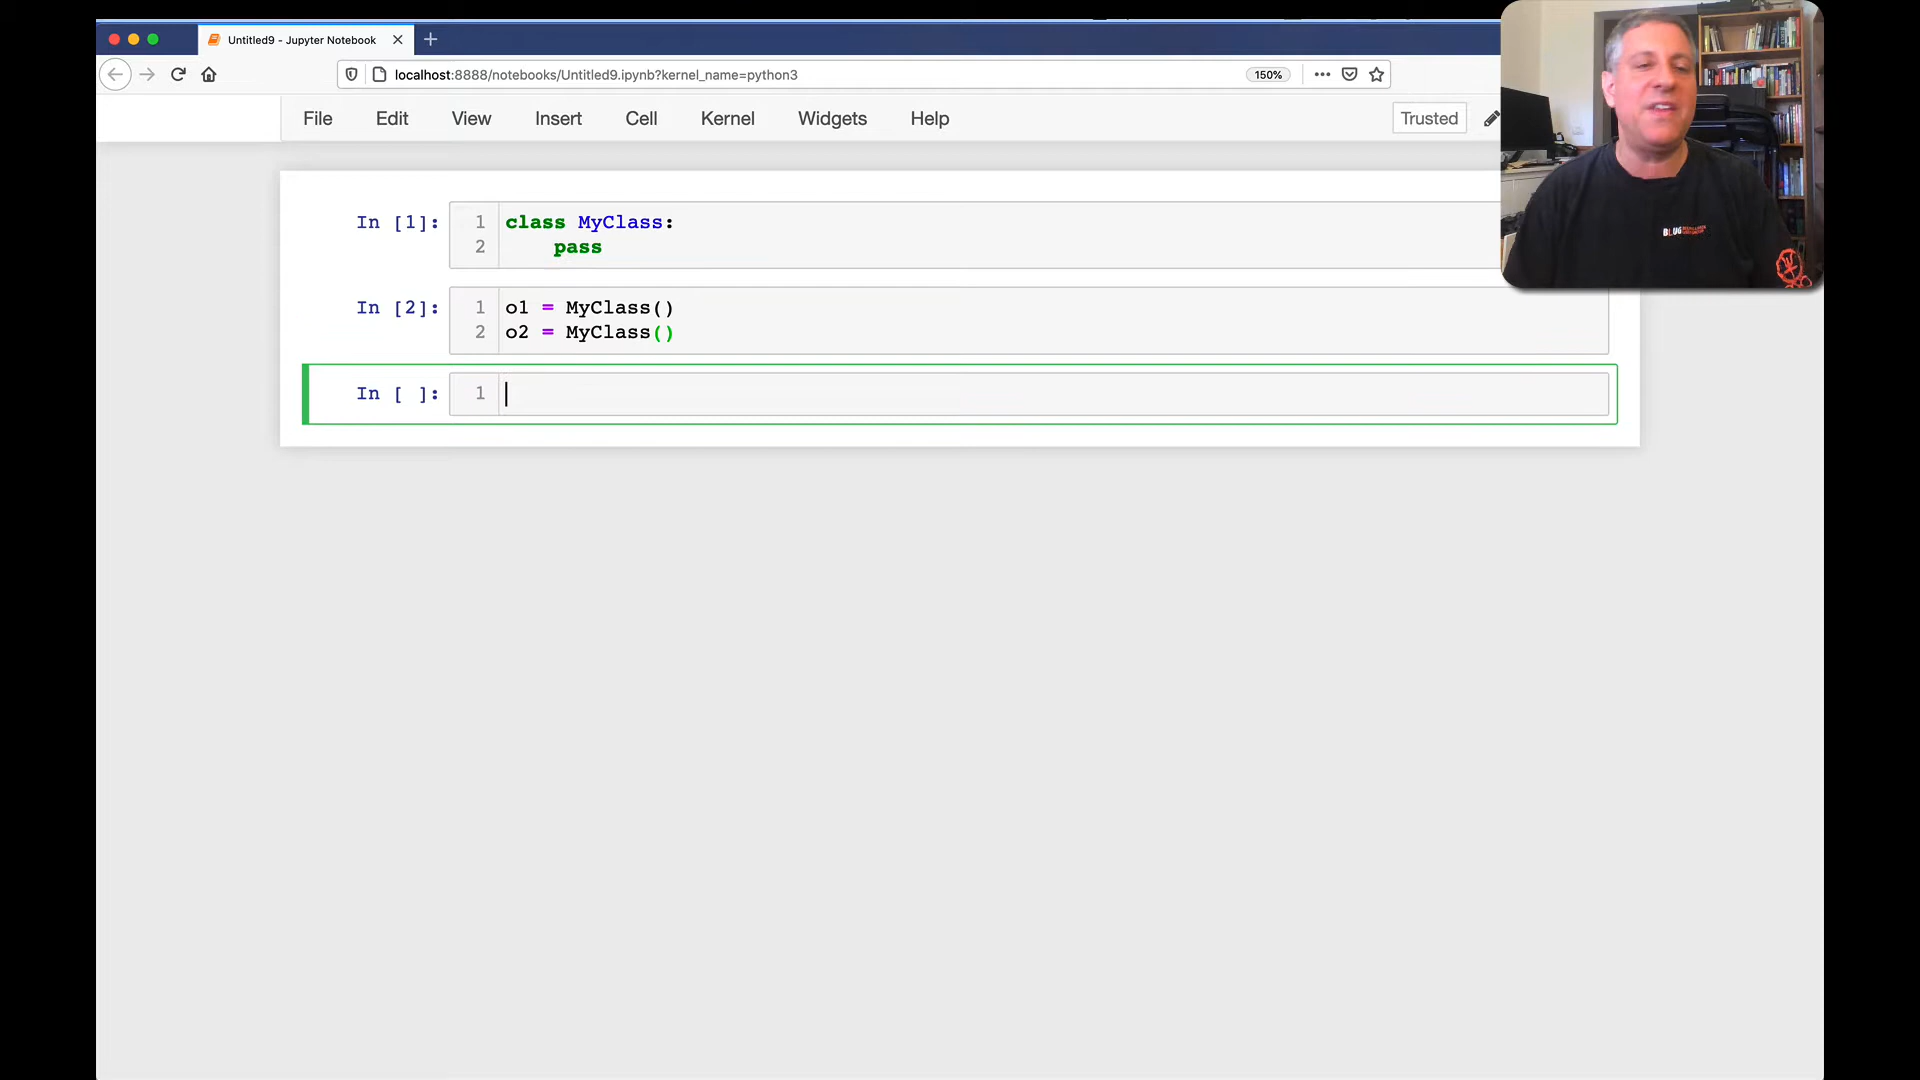 Untitled9 - Jupyter Notebook
localhost:8888/notebooks/Untitled9.ipynb?kernel_name=python3
150%
File Edit View Insert Cell Kernel Widgets Help
Trusted
In [1]:
1 class MyClass:
2 pass
In [2]:
1 o1 = MyClass()
2 o2 = MyClass()
In [ ]:
1
BLUG